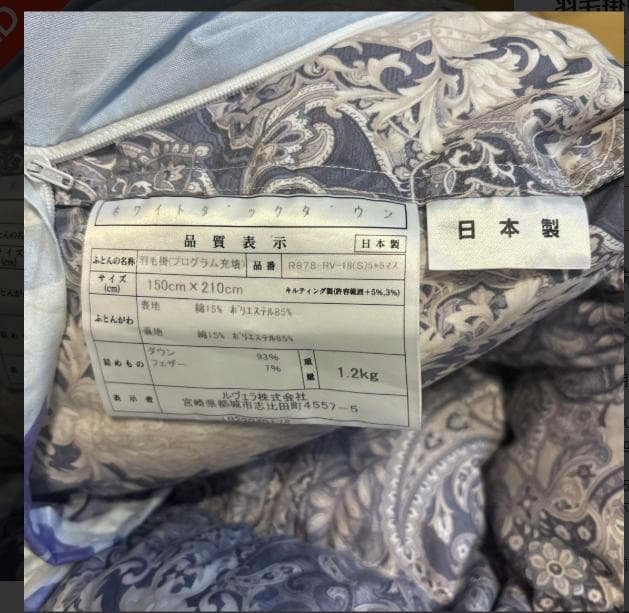 ホワイトダックダウン
品質表示
日本製
ふとんの名称 羽毛掛(プログラム充填) 品番 R878-RV-18(S)5×6マス
サイズ(cm) 150cm×210cm キルティング製(許容範囲+5%,3%)
ふとんがわ 表地 綿15% ポリエステル85%
裏地 綿15% ポリエステル85%
詰めもの ダウン 93%
フェザー 7%
重量 1.2kg
表示者 ルヴェラ株式会社
宮崎県都城市志比田町4557-5
日本製